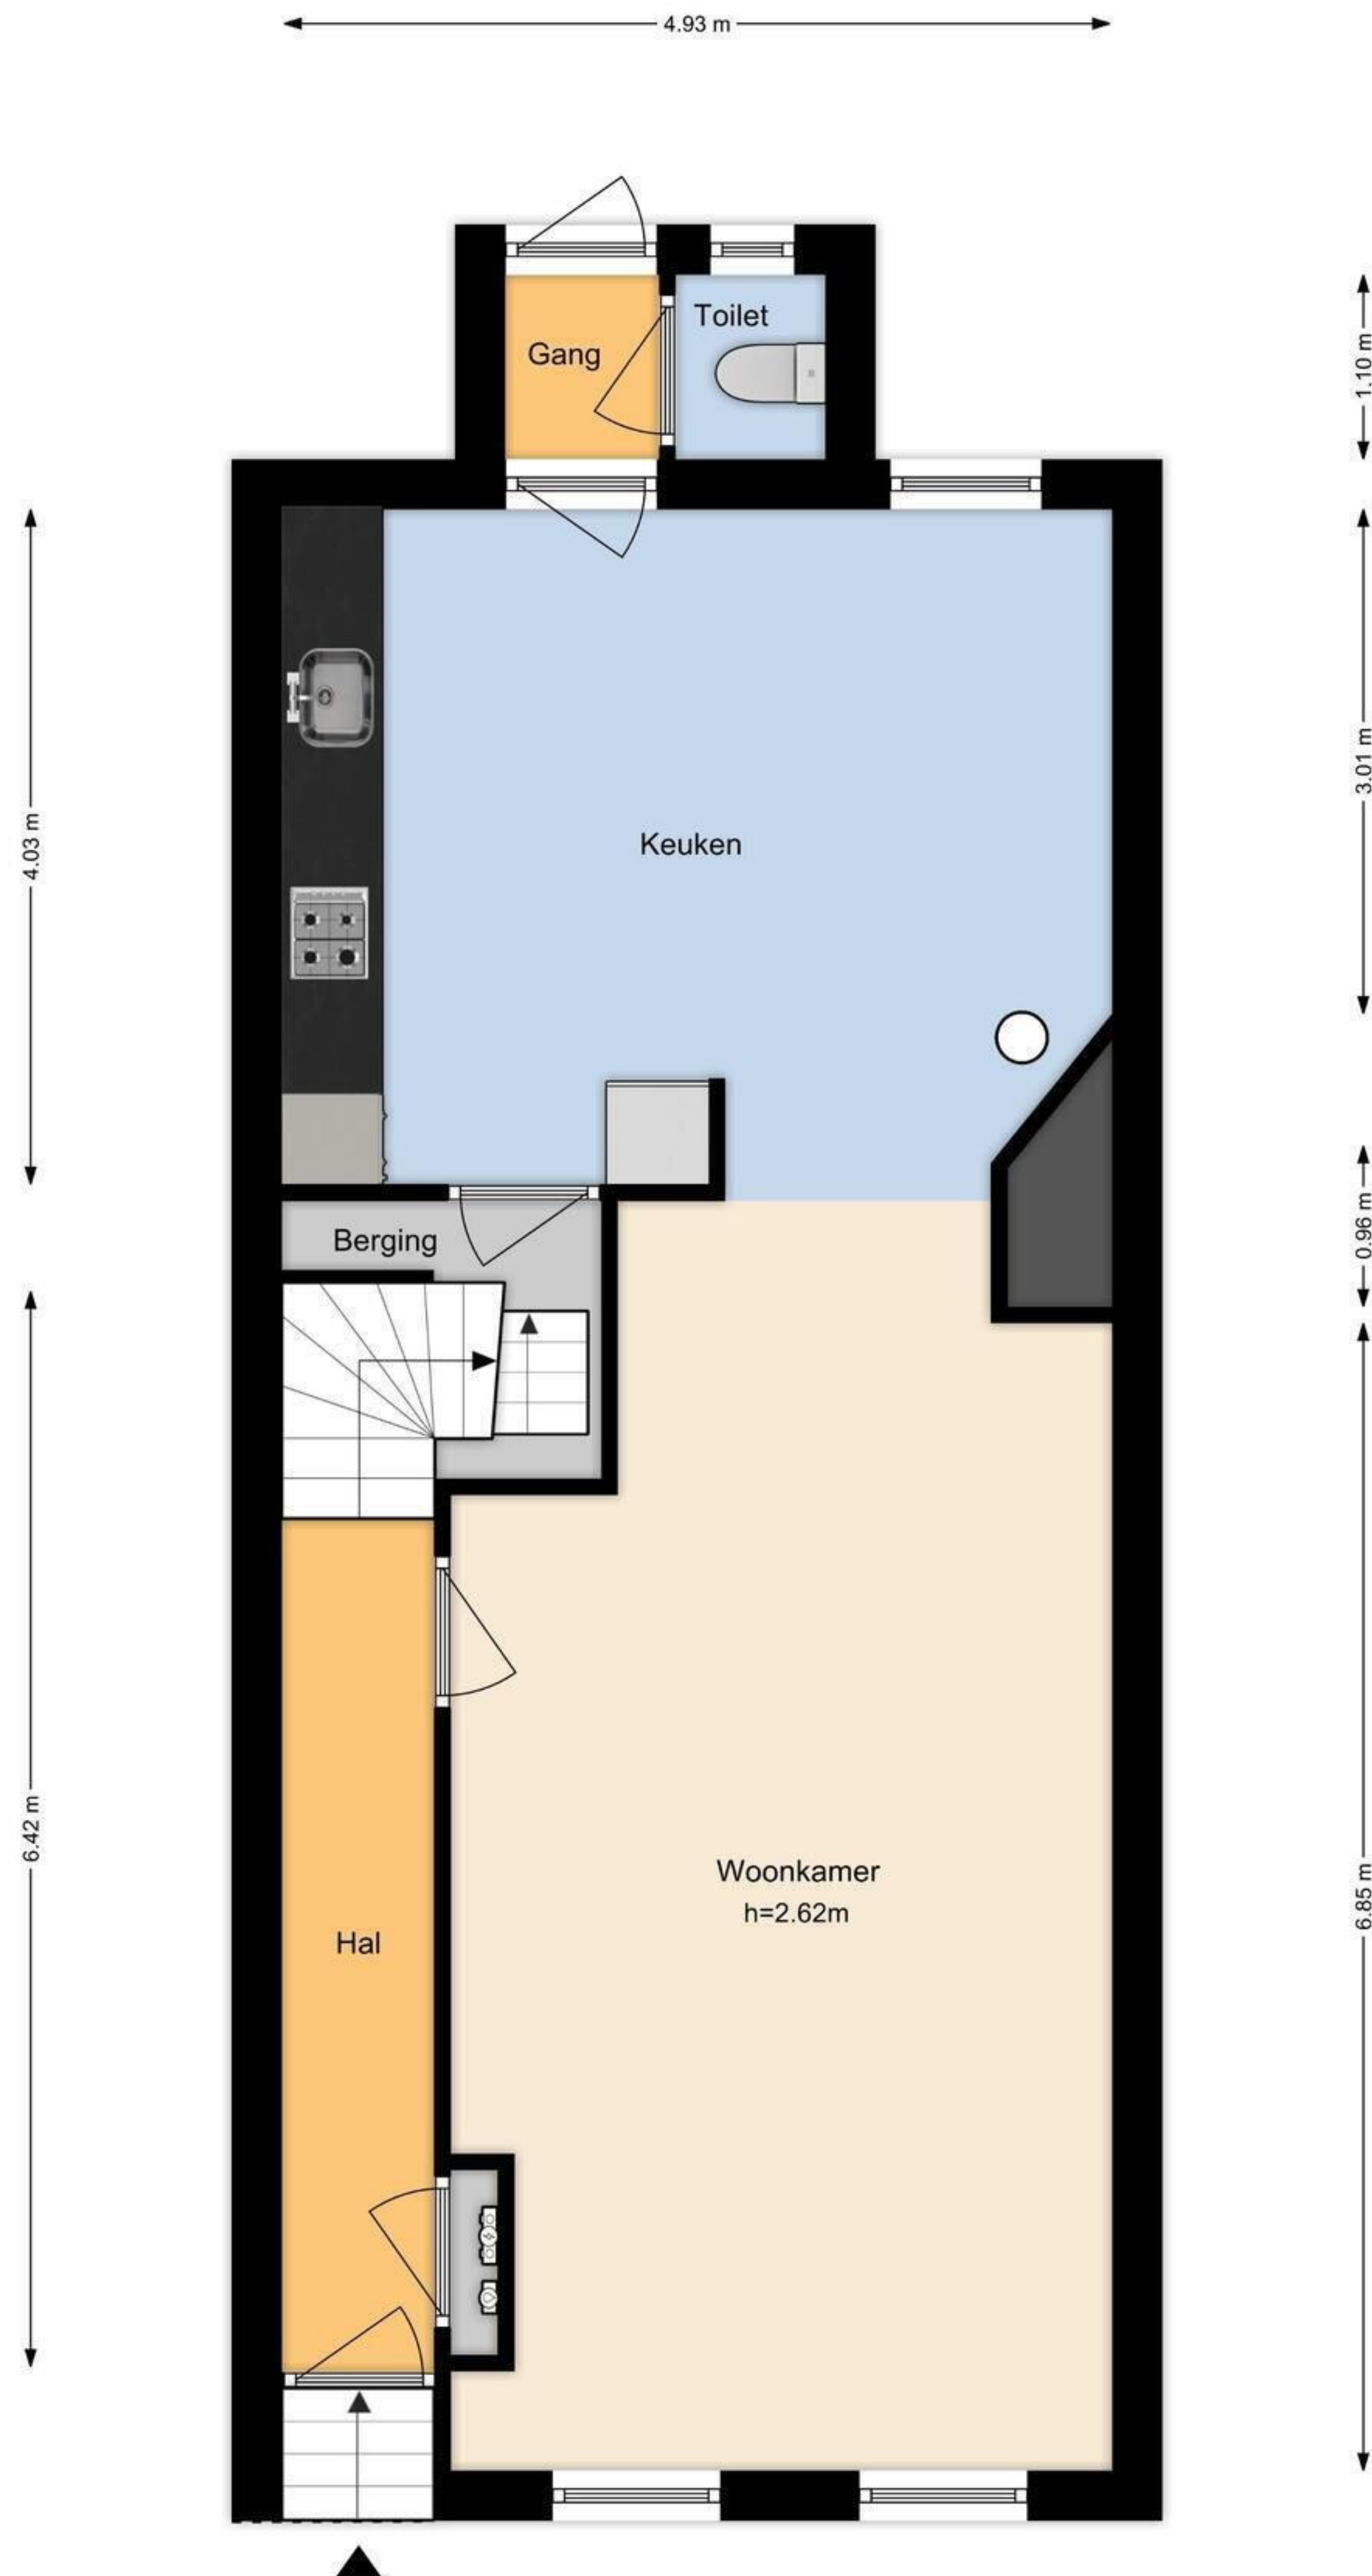 4.93 m
Toilet
Gang
1.10 m
3.01 m
Keuken
4.03 m
0.96 m
Berging
6.42 m
Woonkamer
h=2.62m
6.85 m
Hal